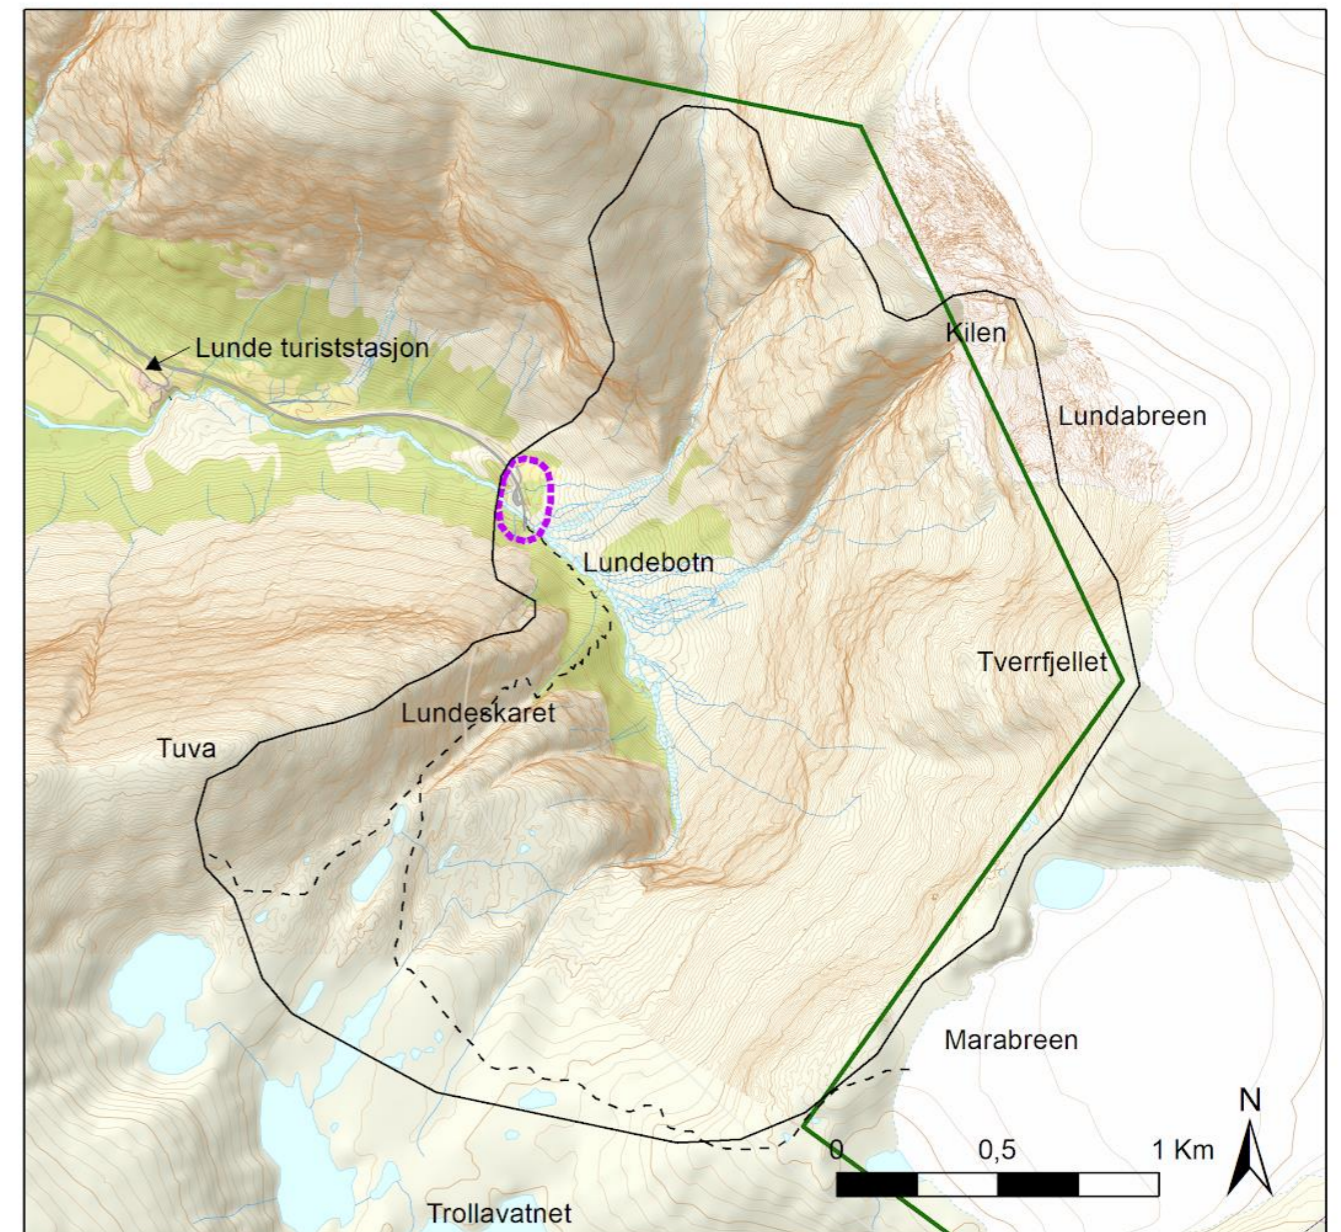 Lunde turiststasjon
Kilen
Lundabreen
Lundebotn
Tverrfjellet
Lundeskaret
Tuva
Marabreen
N
0 0,5 1 Km
Trollavatnet